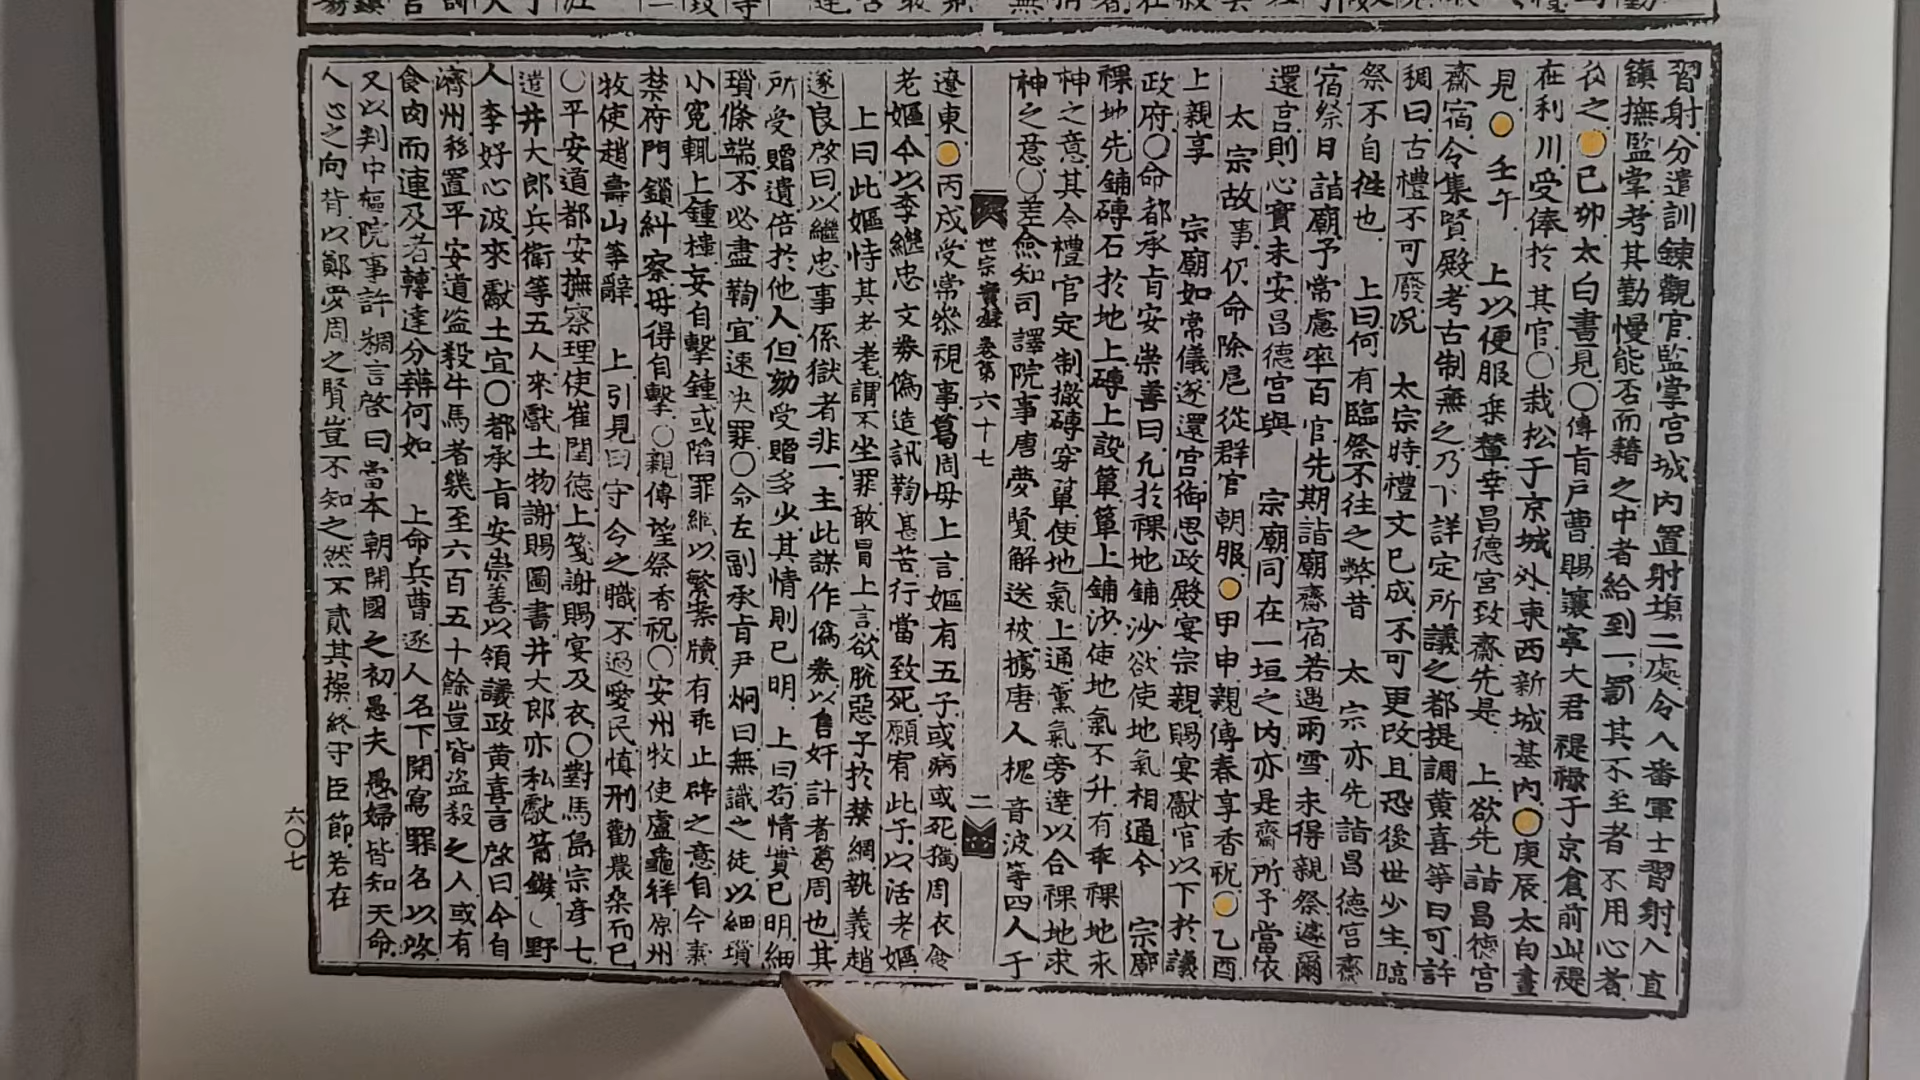 習射分遣訓鍊觀官監掌宮城內置射場二處令入番軍士習射入直
鎭撫監掌考其勤慢能否而籍之中者給到一罰其不至者不用心者
從之己卯太白晝見○傳旨戶曹賜讓寧大君禔祿于京倉前此禔
在利川受俸於其官○栽松于京城外東西新城基內庚辰太白晝
見壬午 上以便服乘輦幸昌德宮致齋先是 上欲先詣昌德宮
齋宿令集賢殿考古制無之乃下詳定所議之都提調黃喜等曰可許
稠曰古禮不可廢況 太宗時禮文已成不可更改且恐後世少生臨
祭不自往也 上曰何有臨祭不往之弊昔 太宗亦先詣昌德宮齋
宿祭日詣廟予常慮率百官先期詣廟齋宿若遇雨雪未得親祭遽爾
還宮則心實未安昌德宮與 宗廟同在一垣之內亦是齋所予當依
太宗故事仍命除扈從群官朝服甲申親傳春享香祝乙酉
上親享 宗廟如常儀遂還宮御思政殿宴宗親賜宴獻官以下於議
政府○命都承旨安崇善曰凡於祼地鋪沙欲使地氣相通今 宗廟
祼地先鋪磚石於地上磚上設簞簞上鋪沙使地氣不升有乖祼地求
神之意其令禮官定制撤磚穿簞使地氣上通薰氣旁達以合祼地求
神之意○差僉知司譯院事唐夢賢解送被擄唐人槐音波等四人于
世宗實錄卷第六十七 二
遼東丙戌受常參視事葛周母上言嫗有五子或病或死獨周衣食
老嫗今以李繼忠文券僞造訊鞫甚苦行當致死願宥此子以活老嫗
上曰此嫗恃其老耄謂不坐罪敢冒上言欲脫惡子於禁網執義趙
遂良啓曰以繼忠事係獄者非一主此謀作僞券以售奸計者葛周也其
所受贈遺倍於他人但劾受贈多少其情則已明 上曰苟情實已明細
瑣條端不必盡鞫宜速決罪○命左副承旨尹炯曰無識之徒以細瑣
小冤輒上鍾樓妄自擊鍾或陷罪維以繁案牘有乖止辟之意自今義
禁府門鎖糾察毋得自擊○親傳望祭香祝○安州牧使盧龜祥原州
牧使趙壽山等辭 上引見曰守令之職不過愛民愼刑勸農桑而已
○平安道都安撫察理使崔閏德上箋謝賜宴及衣○對馬島宗彥七
遣井大郞兵衛等五人來獻土物謝賜圖書井大郞亦私獻箭鏃(野
人李好心波來獻土宜○都承旨安崇善以領議政黃喜言啓曰今自
濟州移置平安道盜殺牛馬者幾至六百五十餘豈皆盜殺之人或有
食肉而連及者轉達分辨何如 上命兵曹逐人名下開寫罪名以啓
又以判中樞院事許稠言啓曰當本朝開國之初愚夫愚婦皆知天命
人心之向背以鄭夢周之賢豈不知之然不貳其操終守臣節若在
六〇七